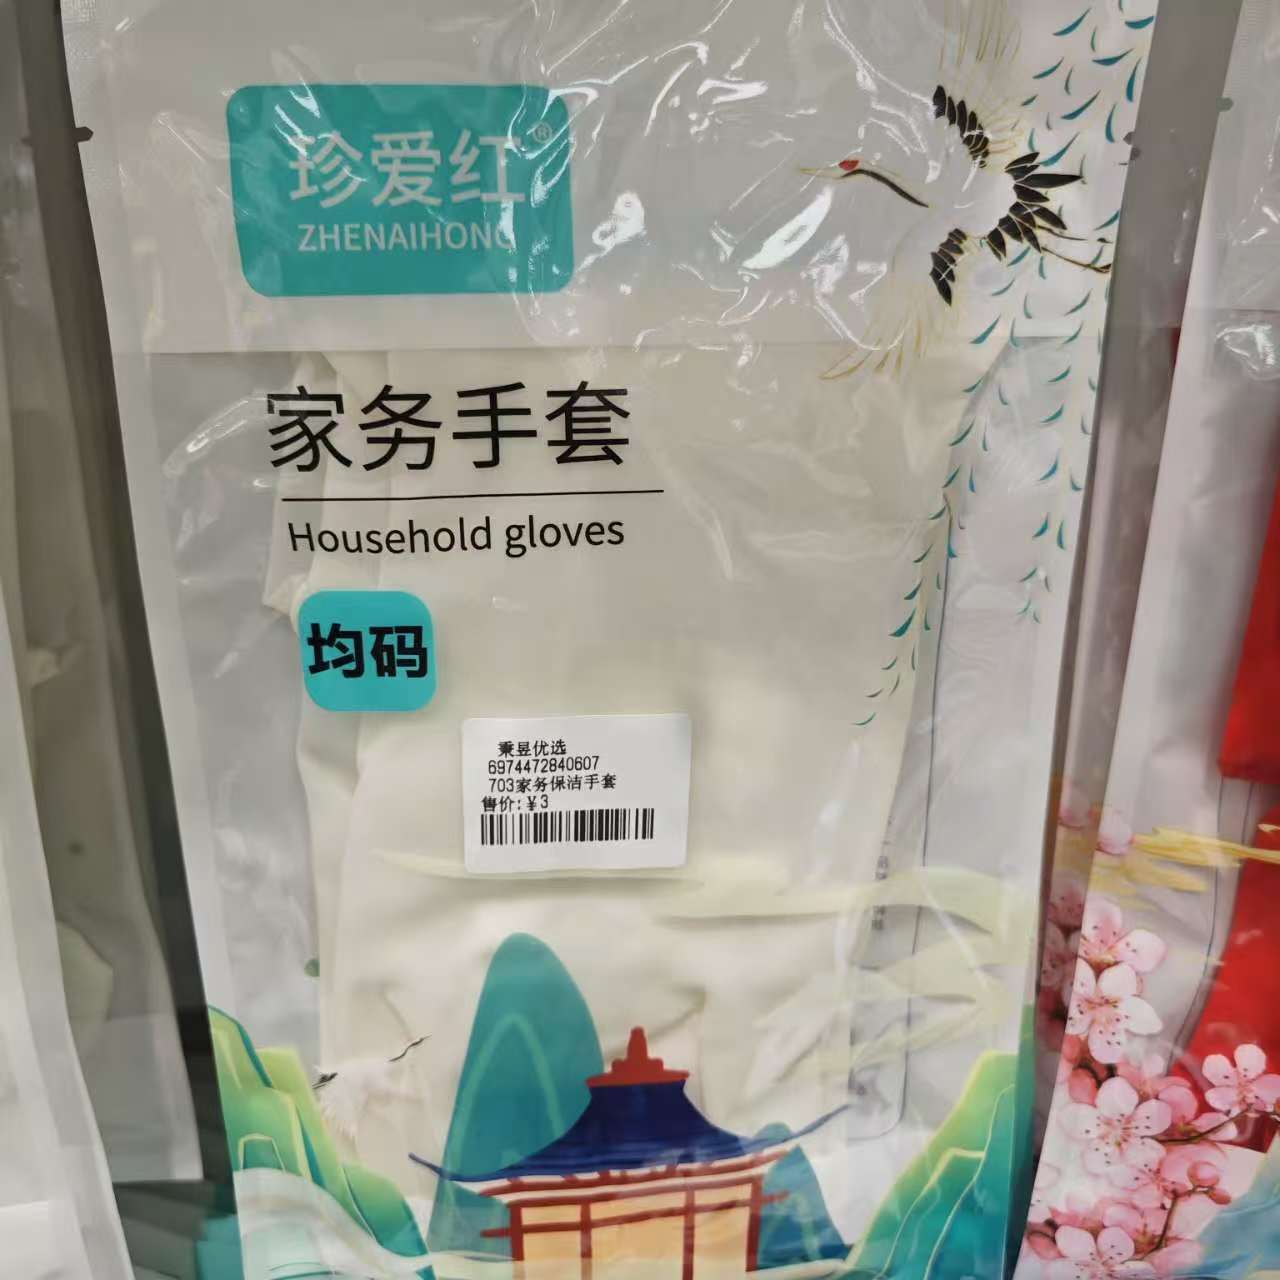 珍爱红®
ZHENAIHONG
家务手套
Household gloves
均码
秉昱优选
6974472840607
703家务保洁手套
售价:￥3